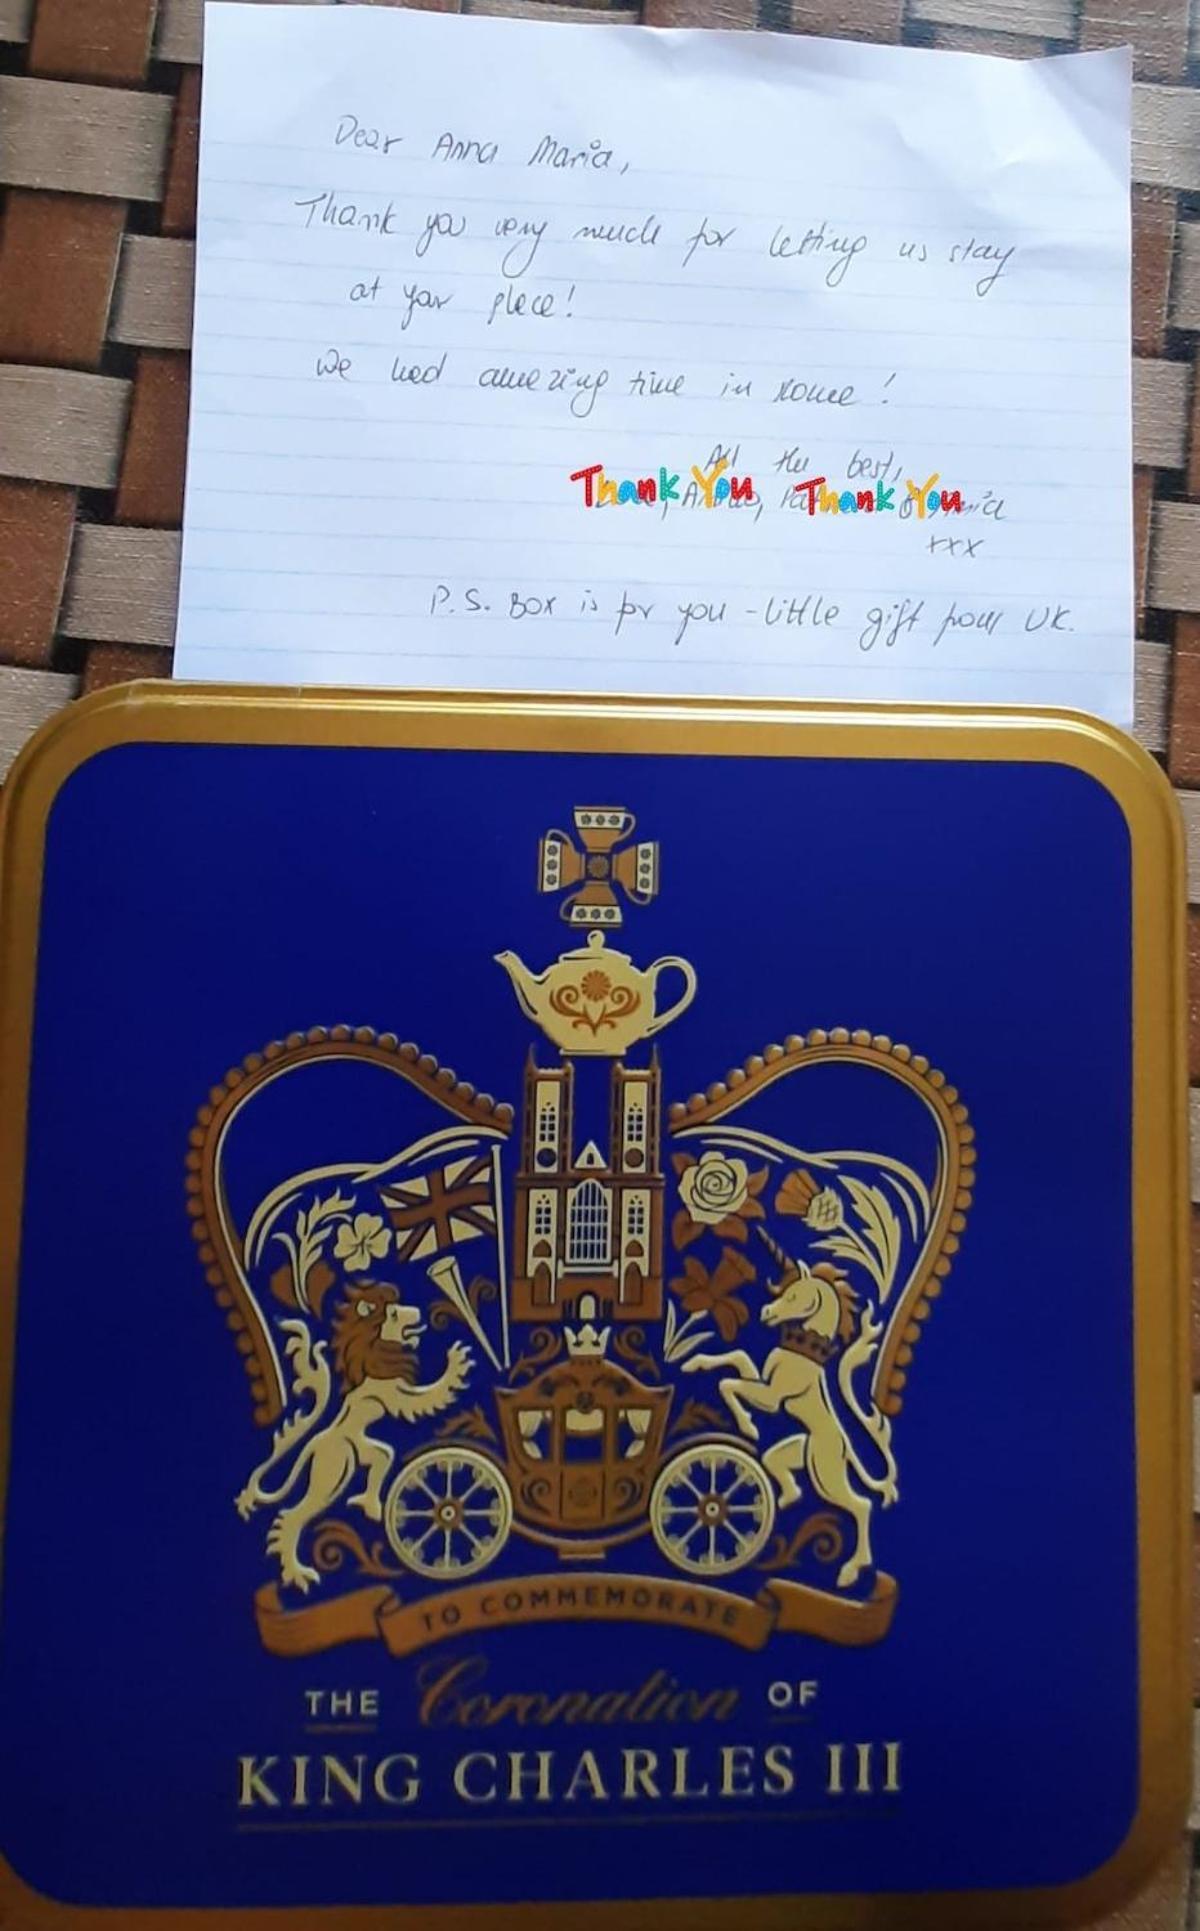 Dear Anna Maria,
Thank you very much for letting us stay
at your place!
We had amezing time in Rome!
All the best,
Thank You Thank You
xxx
P.S. Box is for you - little gift from UK.
TO COMMEMORATE
THE Coronation OF
KING CHARLES III